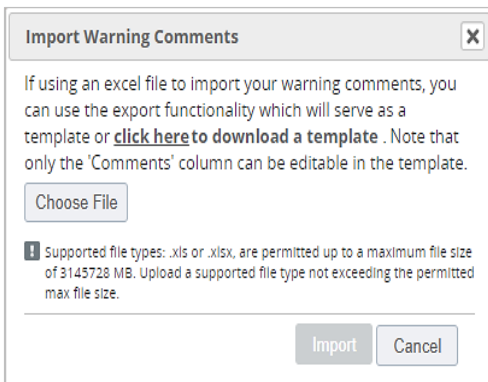 Import Warning Comments
If using an excel file to import your warning comments, you
can use the export functionality which will serve as a
template or click here to download a template . Note that
only the 'Comments' column can be editable in the template.
Choose File
! Supported file types: .xls or .xlsx, are permitted up to a maximum file size
of 3145728 MB. Upload a supported file type not exceeding the permitted
max file size.
Import Cancel